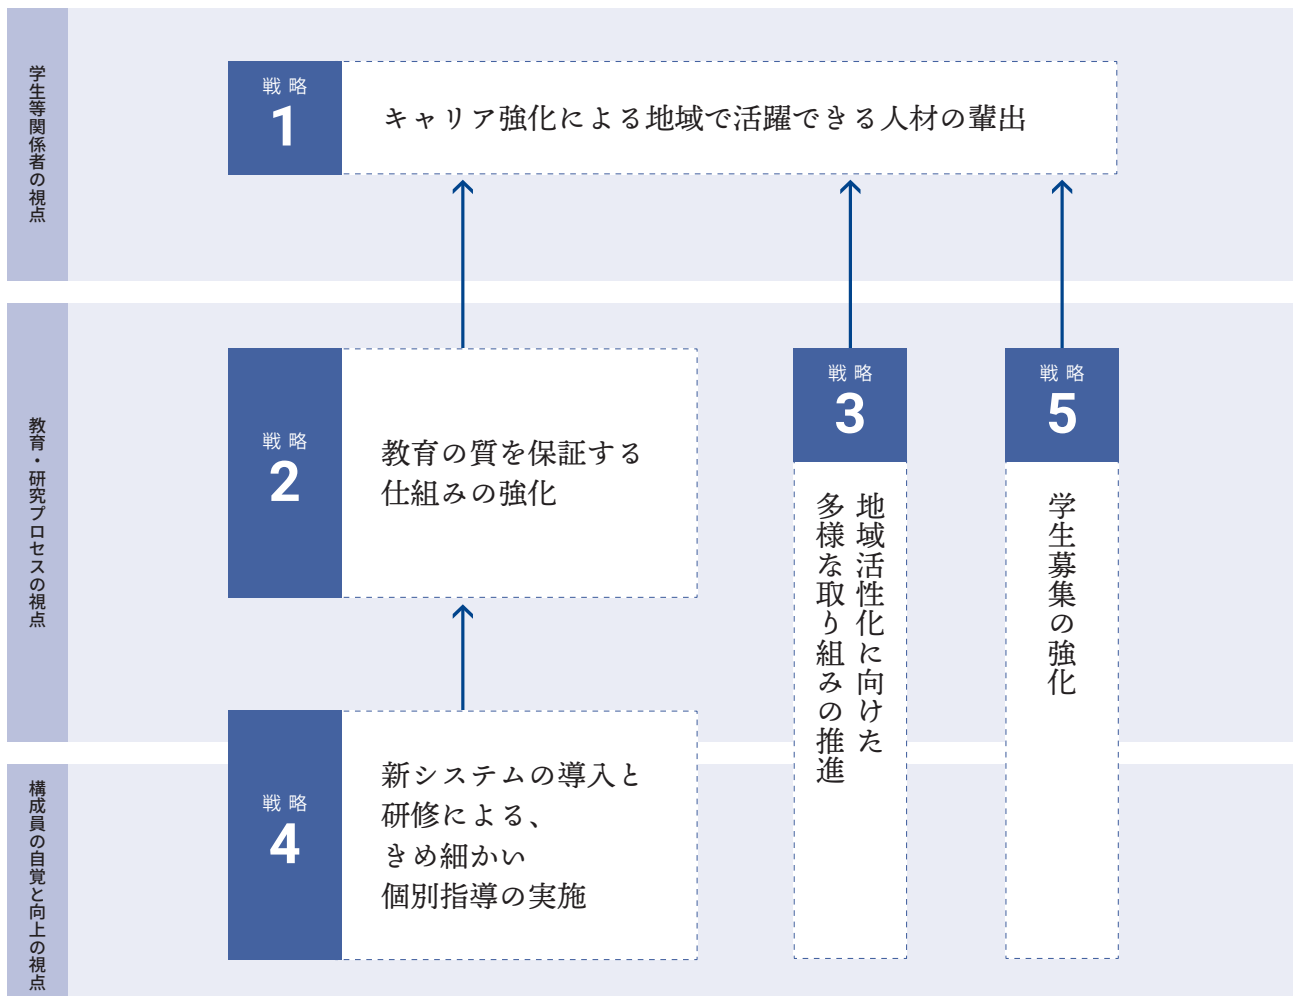 学生等関係者の視点
戦略
1
キャリア強化による地域で活躍できる人材の輩出
教育・研究プロセスの視点
戦略
2
教育の質を保証する
仕組みの強化
戦略
3
地域活性化に向けた
多様な取り組みの推進
戦略
5
学生募集の強化
構成員の自覚と向上の視点
戦略
4
新システムの導入と
研修による、
きめ細かい
個別指導の実施